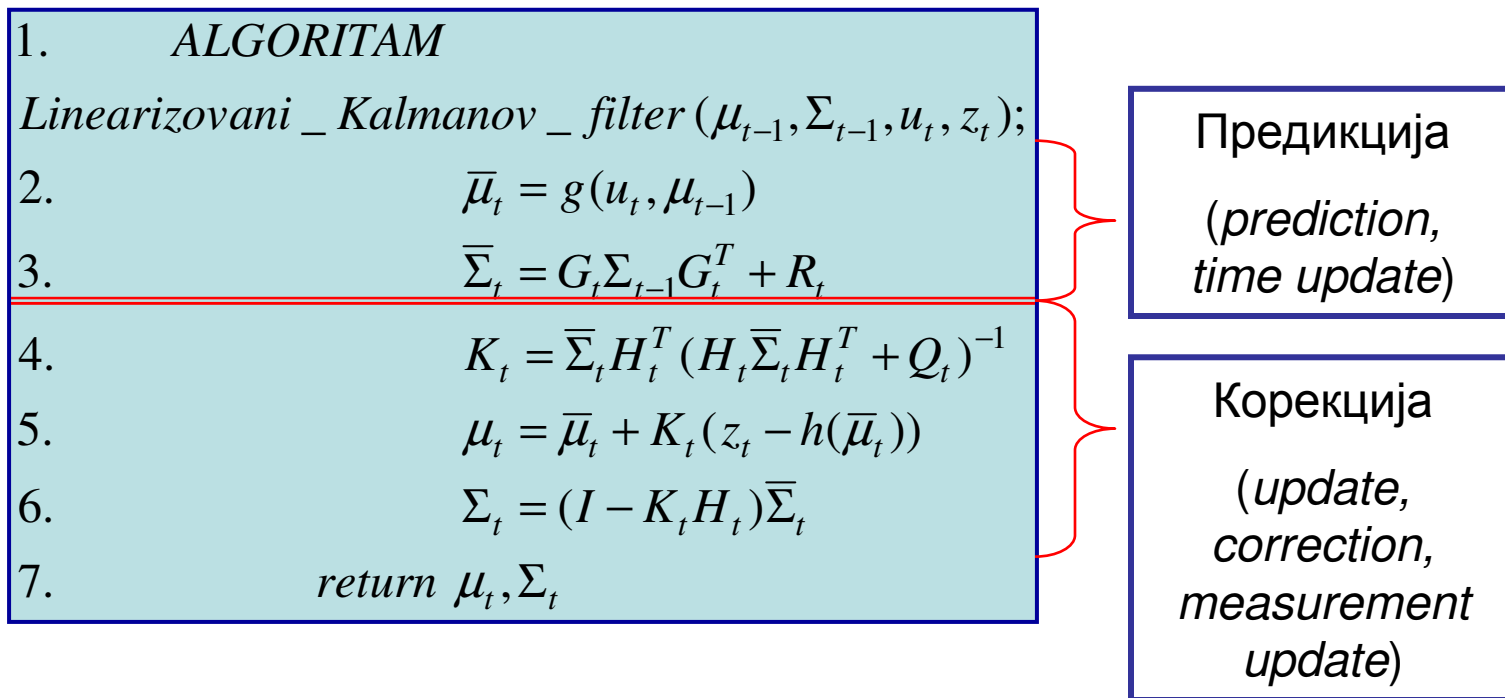 1. ALGORITAM
Linearizovani _ Kalmanov _ filter (μ_{t−1}, Σ_{t−1}, u_t, z_t);
2. μ̅_t = g(u_t, μ_{t−1})
3. Σ̅_t = G_t Σ_{t−1} G_t^T + R_t
4. K_t = Σ̅_t H_t^T (H_t Σ̅_t H_t^T + Q_t)^{−1}
5. μ_t = μ̅_t + K_t (z_t − h(μ̅_t))
6. Σ_t = (I − K_t H_t) Σ̅_t
7. return μ_t, Σ_t
Предикција
(prediction,
time update)
Корекција
(update,
correction,
measurement
update)